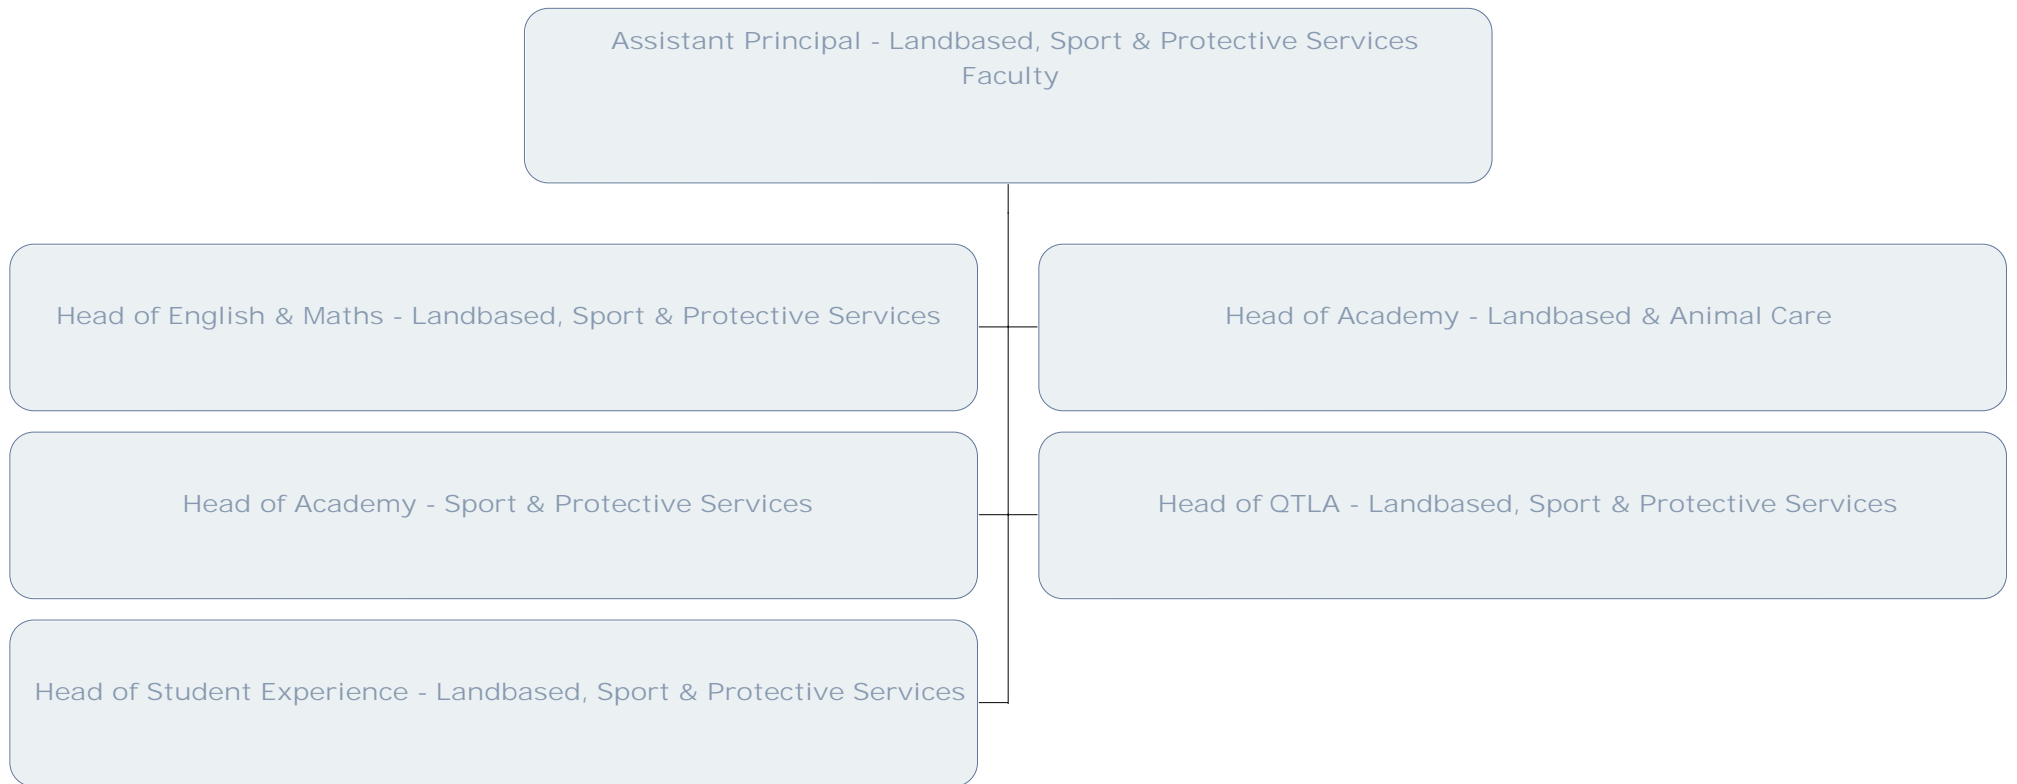 Assistant Principal - Landbased, Sport & Protective Services
Faculty
Head of English & Maths - Landbased, Sport & Protective Services
Head of Academy - Landbased & Animal Care
Head of Academy - Sport & Protective Services
Head of QTLA - Landbased, Sport & Protective Services
Head of Student Experience - Landbased, Sport & Protective Services